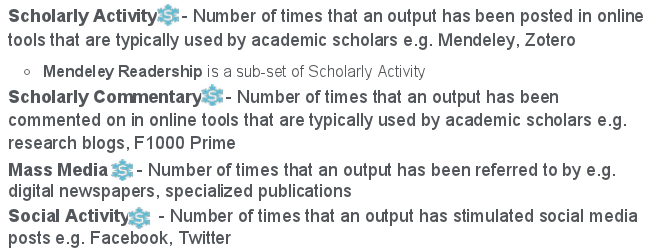 Scholarly Activity S - Number of times that an output has been posted in online
tools that are typically used by academic scholars e.g. Mendeley, Zotero
○ Mendeley Readership is a sub-set of Scholarly Activity
Scholarly Commentary S - Number of times that an output has been
commented on in online tools that are typically used by academic scholars e.g.
research blogs, F1000 Prime
Mass Media S - Number of times that an output has been referred to by e.g.
digital newspapers, specialized publications
Social Activity S - Number of times that an output has stimulated social media
posts e.g. Facebook, Twitter